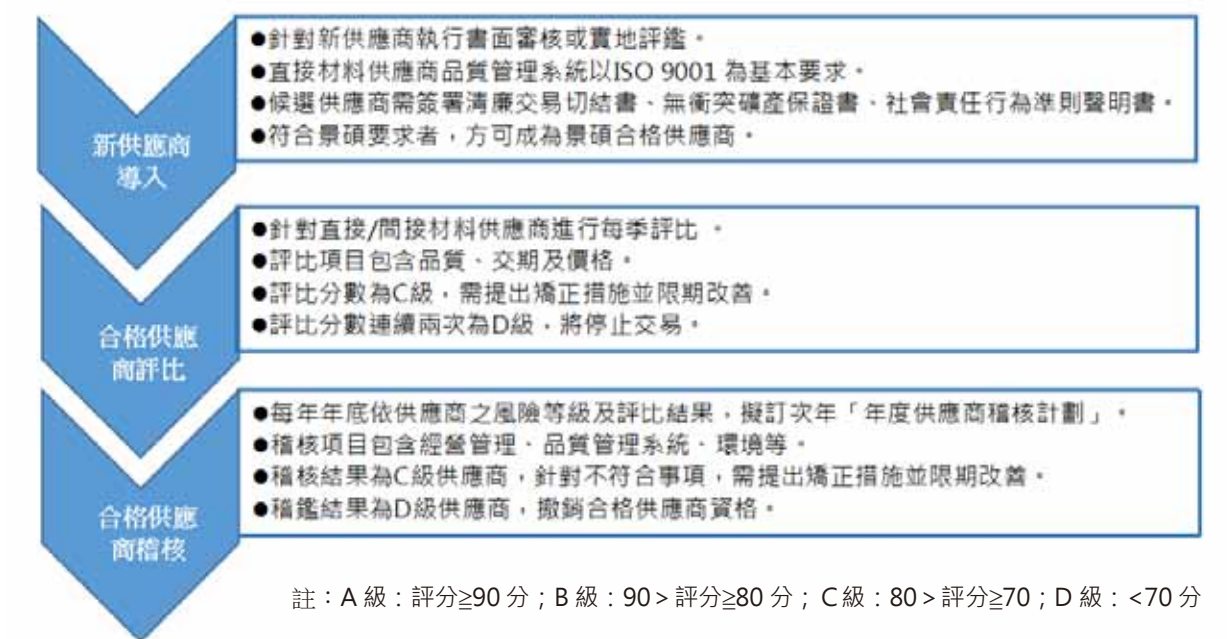 新供應商
導入
●針對新供應商執行書面審核或實地評鑑。
●直接材料供應商品質管理系統以ISO 9001 為基本要求。
●候選供應商需簽署清廉交易切結書、無衝突礦產保證書、社會責任行為準則聲明書。
●符合景碩要求者，方可成為景碩合格供應商。
合格供應
商評比
●針對直接/間接材料供應商進行每季評比 。
●評比項目包含品質、交期及價格。
●評比分數為C級，需提出矯正措施並限期改善。
●評比分數連續兩次為D級，將停止交易。
合格供應
商稽核
●每年年底依供應商之風險等級及評比結果，擬訂次年「年度供應商稽核計劃」。
●稽核項目包含經營管理、品質管理系統、環境等。
●稽核結果為C級供應商，針對不符合事項，需提出矯正措施並限期改善。
●稽鑑結果為D級供應商，撤銷合格供應商資格。
註：A 級：評分≧90 分；B 級：90 > 評分≧80 分； C 級：80 > 評分≧70；D 級：<70 分